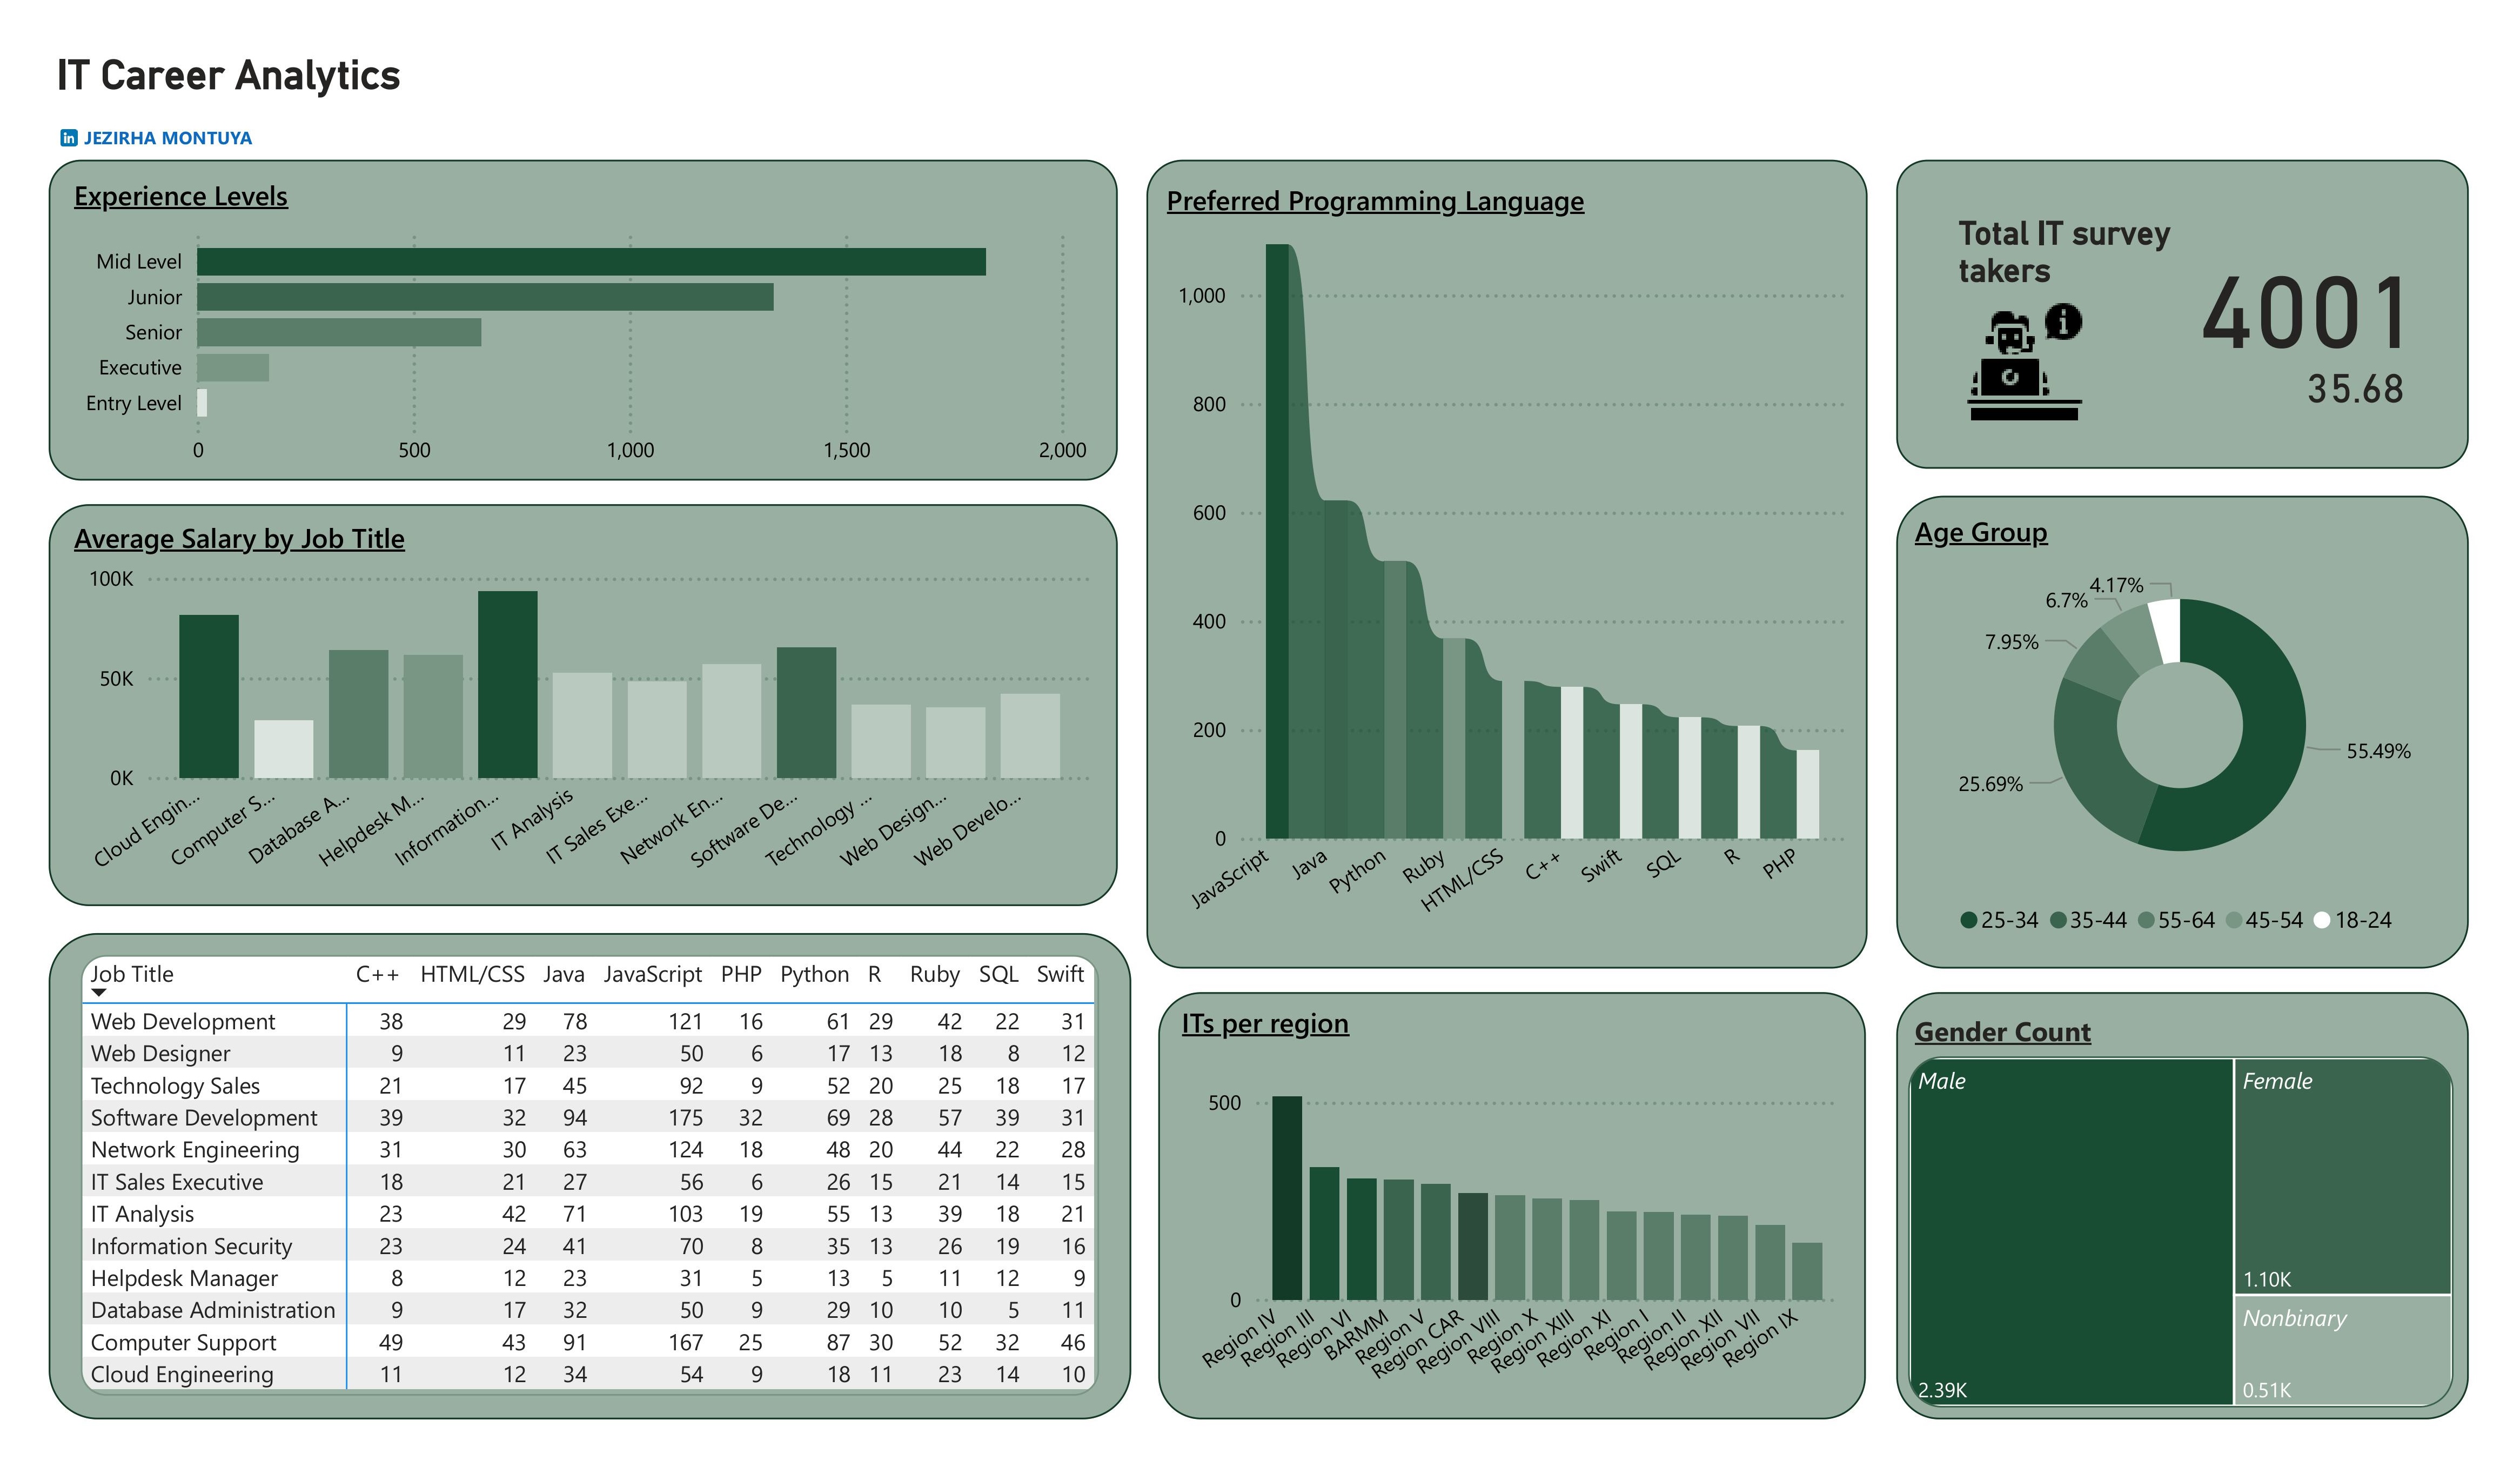 IT Career Analytics
in JEZIRHA MONTUYA
Experience Levels
Mid Level
Junior
Senior
Executive
Entry Level
0 500 1,000 1,500 2,000
Average Salary by Job Title
100K
50K
0K
Cloud Engin...
Computer S...
Database A...
Helpdesk M...
Information...
IT Analysis
IT Sales Exe...
Network En...
Software De...
Technology ...
Web Design...
Web Develo...
Job Title C++ HTML/CSS Java JavaScript PHP Python R Ruby SQL Swift
Web Development 38 29 78 121 16 61 29 42 22 31
Web Designer 9 11 23 50 6 17 13 18 8 12
Technology Sales 21 17 45 92 9 52 20 25 18 17
Software Development 39 32 94 175 32 69 28 57 39 31
Network Engineering 31 30 63 124 18 48 20 44 22 28
IT Sales Executive 18 21 27 56 6 26 15 21 14 15
IT Analysis 23 42 71 103 19 55 13 39 18 21
Information Security 23 24 41 70 8 35 13 26 19 16
Helpdesk Manager 8 12 23 31 5 13 5 11 12 9
Database Administration 9 17 32 50 9 29 10 10 5 11
Computer Support 49 43 91 167 25 87 30 52 32 46
Cloud Engineering 11 12 34 54 9 18 11 23 14 10
Preferred Programming Language
1,000
800
600
400
200
0
JavaScript
Java
Python
Ruby
HTML/CSS
C++
Swift
SQL
R
PHP
ITs per region
500
0
Region IV
Region III
Region VI
BARMM
Region V
Region CAR
Region VIII
Region X
Region XIII
Region XI
Region I
Region II
Region XII
Region VII
Region IX
Total IT survey
takers
4001
35.68
Age Group
4.17%
6.7%
7.95%
55.49%
25.69%
25-34 35-44 55-64 45-54 18-24
Gender Count
Male
2.39K
Female
1.10K
Nonbinary
0.51K